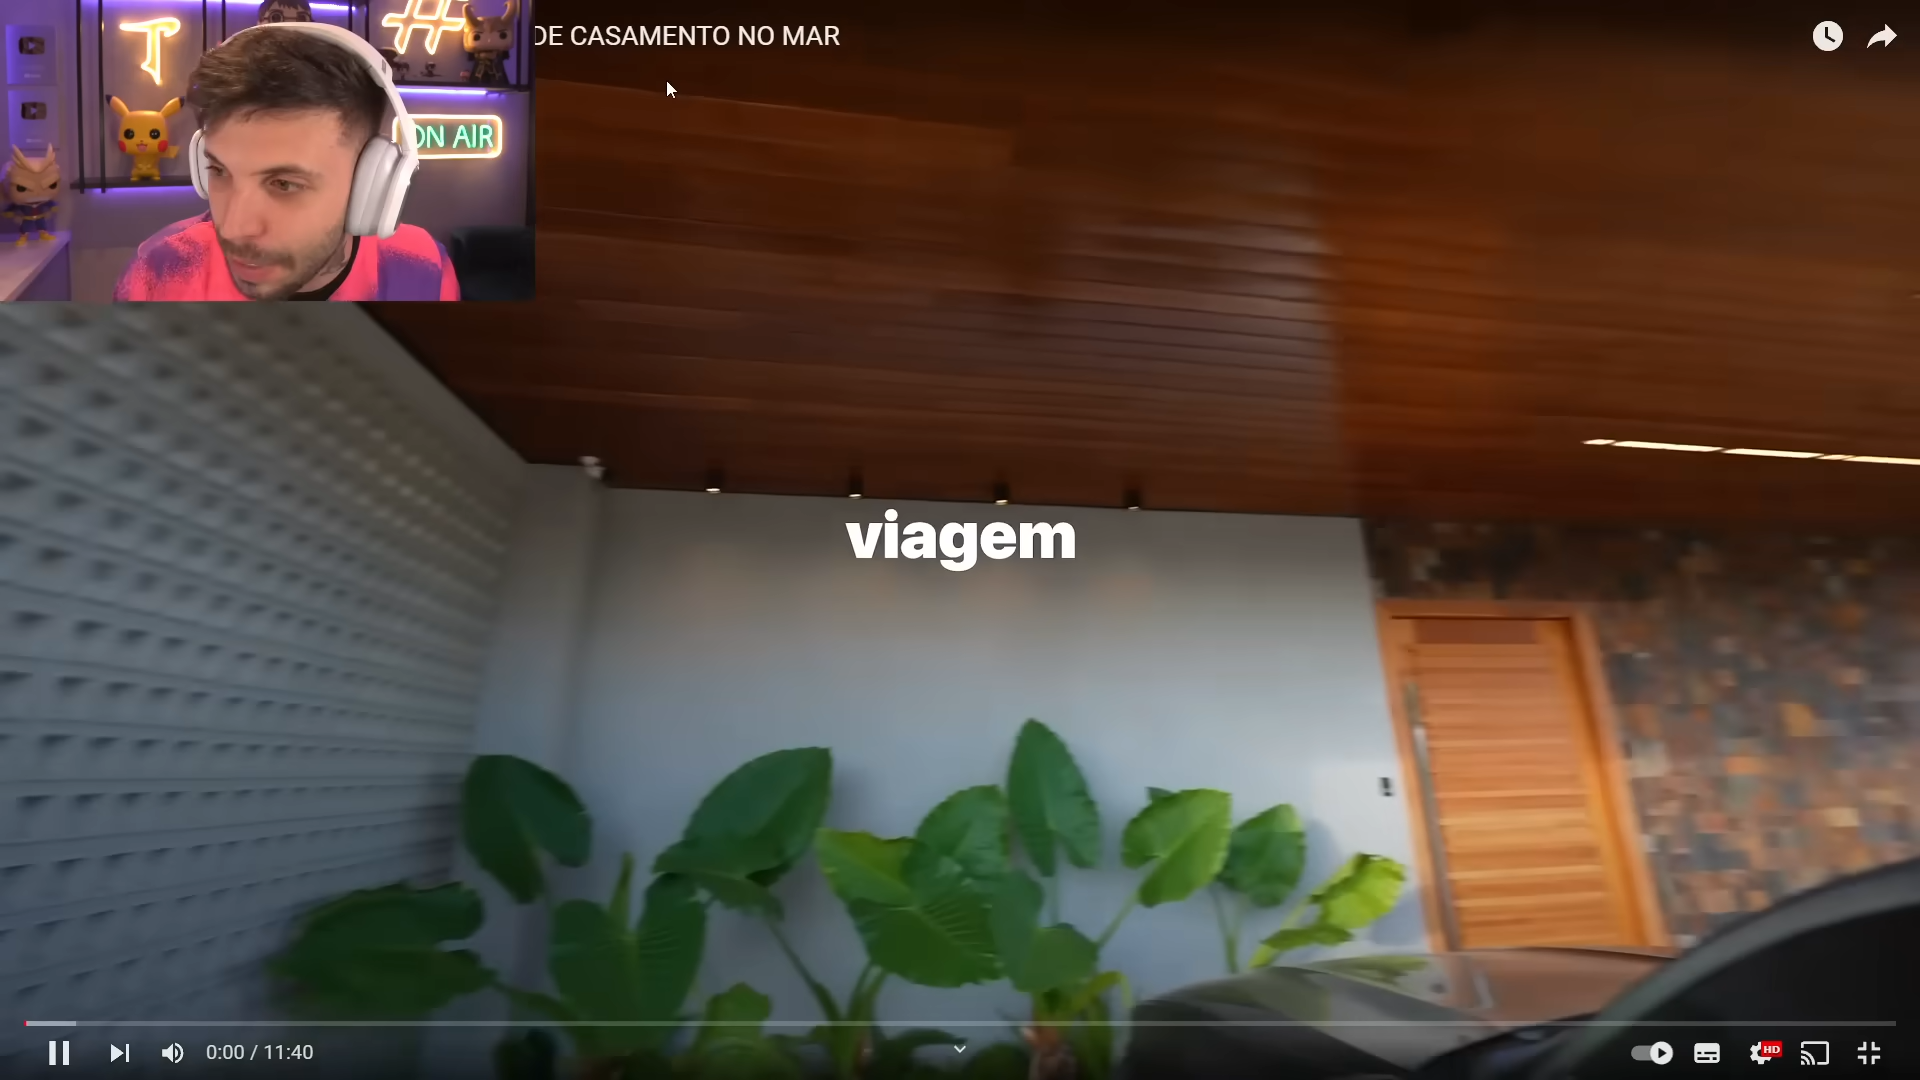 DE CASAMENTO NO MAR
T
#
ON AIR
viagem
0:00 / 11:40
HD